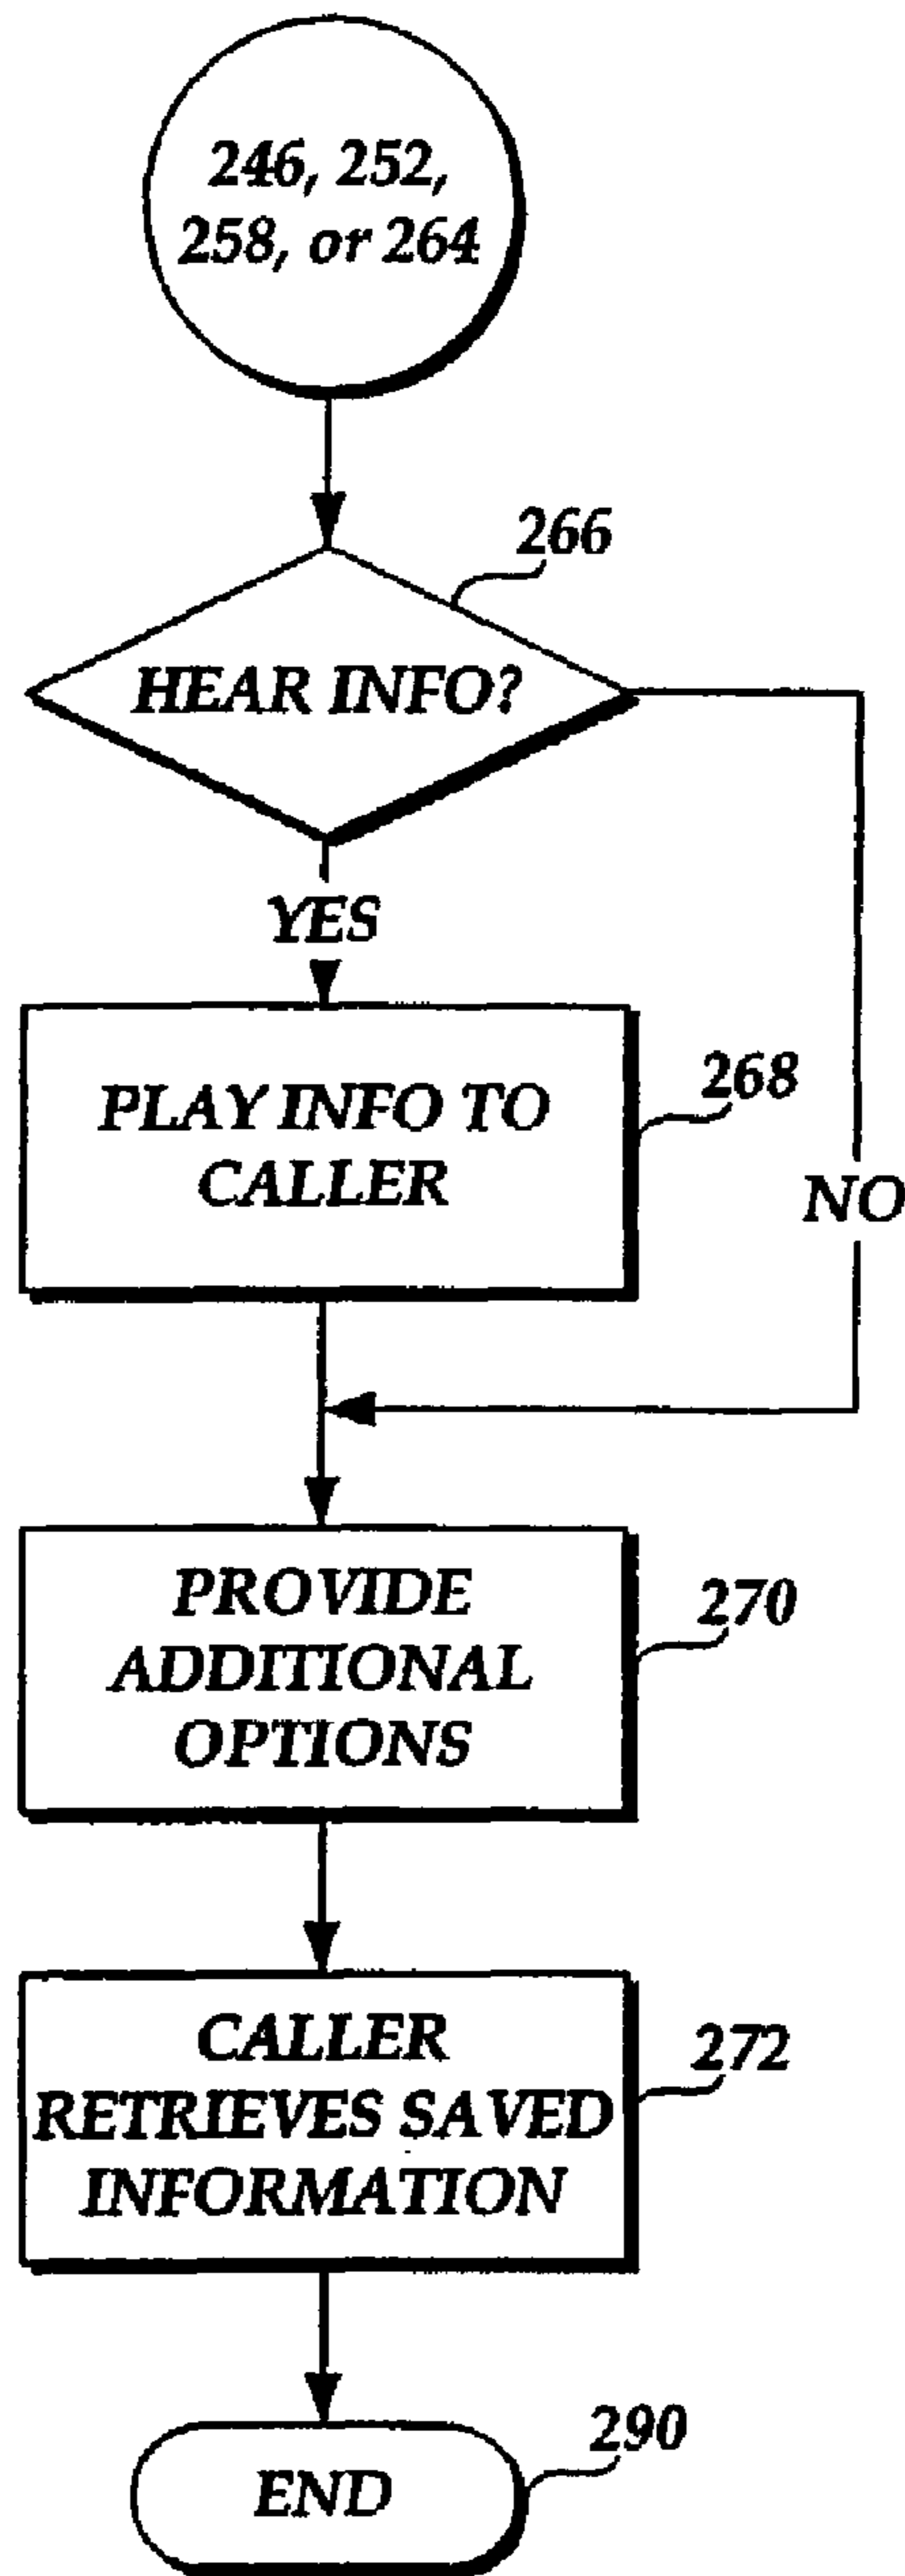 246, 252,
258, or 264
266
HEAR INFO?
YES
268
PLAY INFO TO
CALLER
NO
270
PROVIDE
ADDITIONAL
OPTIONS
272
CALLER
RETRIEVES SAVED
INFORMATION
290
END